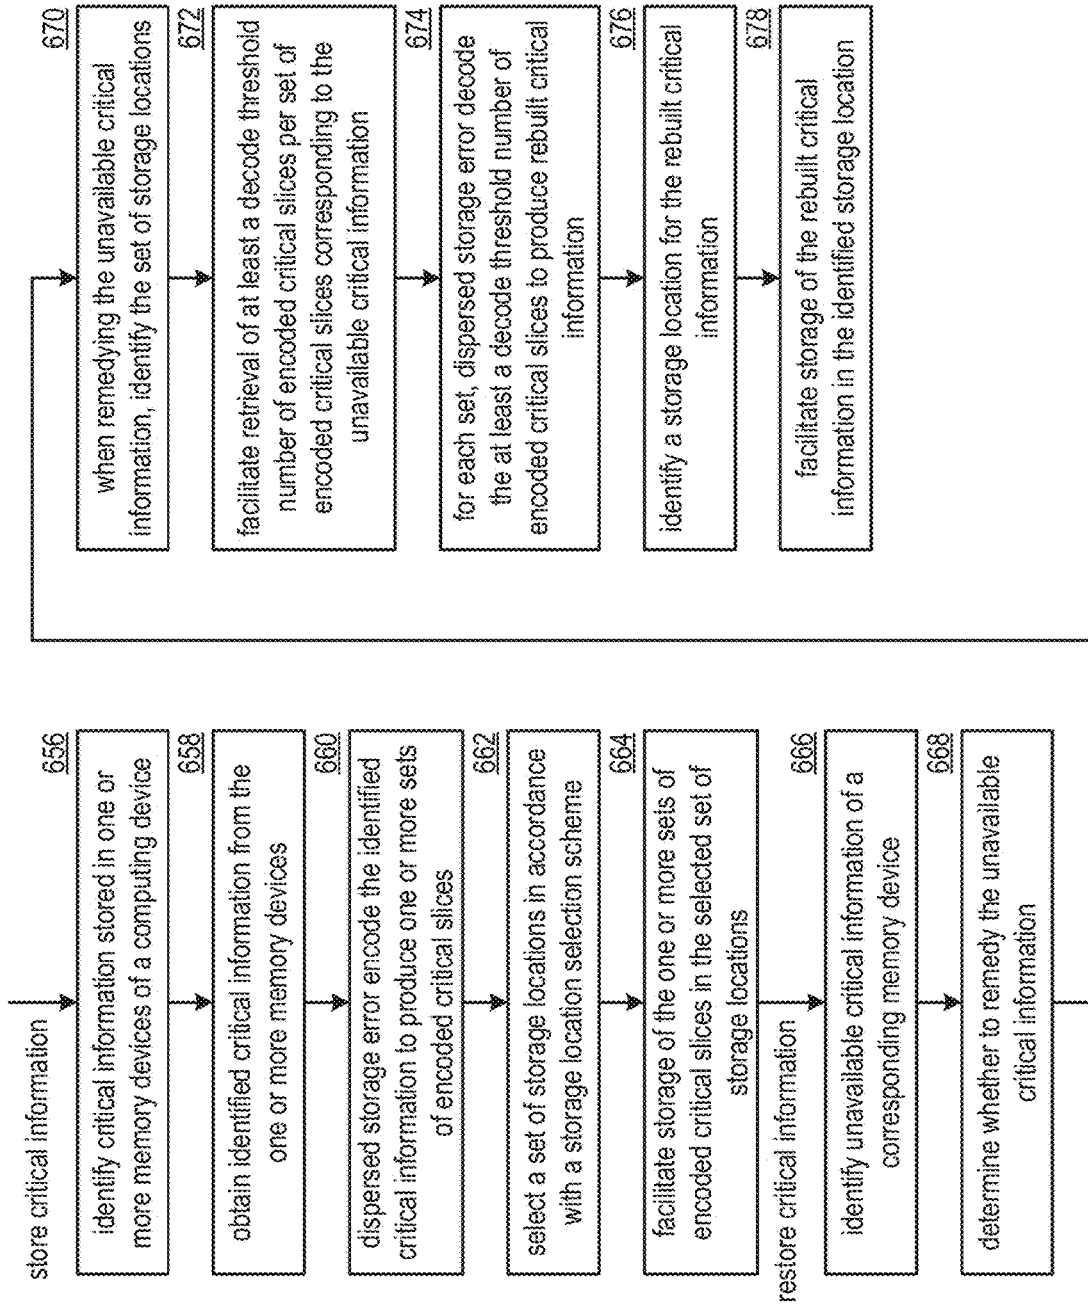 store critical information
656
identify critical information stored in one or
more memory devices of a computing device
658
obtain identified critical information from the
one or more memory devices
660
dispersed storage error encode the identified
critical information to produce one or more sets
of encoded critical slices
662
select a set of storage locations in accordance
with a storage location selection scheme
664
facilitate storage of the one or more sets of
encoded critical slices in the selected set of
storage locations
restore critical information
666
identify unavailable critical information of a
corresponding memory device
668
determine whether to remedy the unavailable
critical information
670
when remedying the unavailable critical
information, identify the set of storage locations
672
facilitate retrieval of at least a decode threshold
number of encoded critical slices per set of
encoded critical slices corresponding to the
unavailable critical information
674
for each set, dispersed storage error decode
the at least a decode threshold number of
encoded critical slices to produce rebuilt critical
information
676
identify a storage location for the rebuilt critical
information
678
facilitate storage of the rebuilt critical
information in the identified storage location